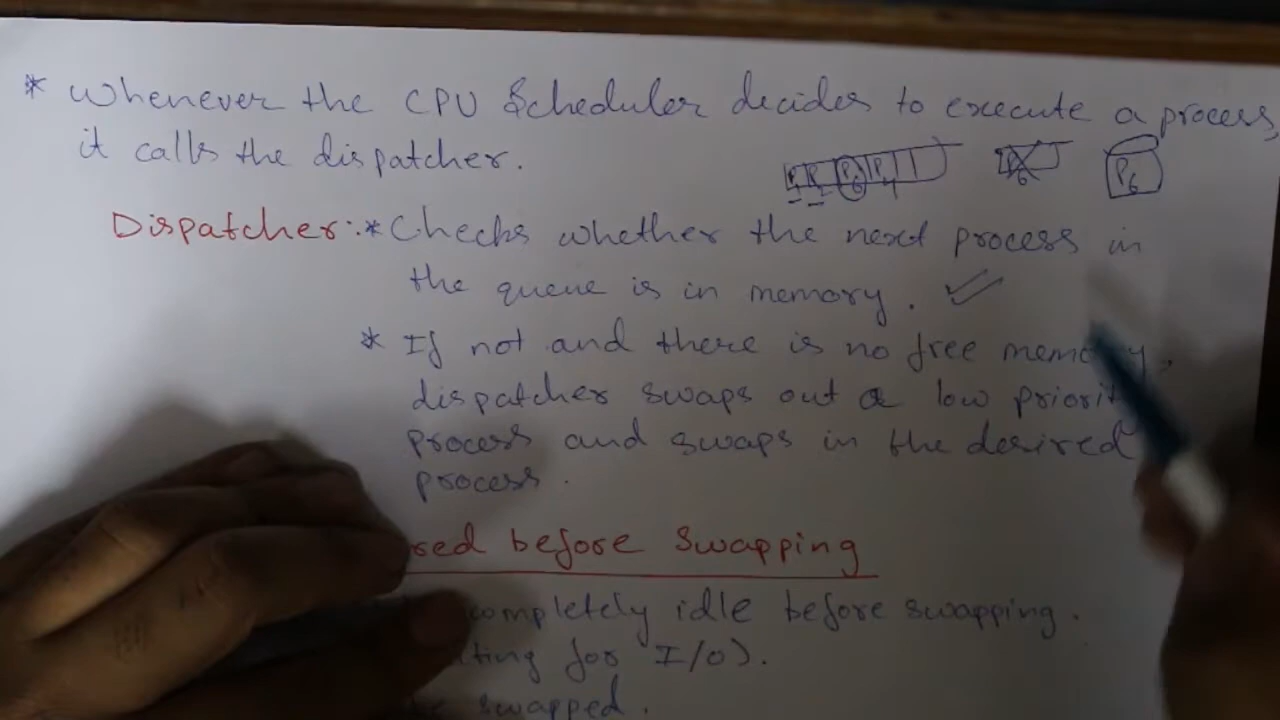 * Whenever the CPU Scheduler decides to execute a process,
it calls the dispatcher.
P6
Dispatcher: * Checks whether the next process in
the queue is in memory.
* If not and there is no free memory,
dispatcher swaps out a low priorit
process and swaps in the desired
process.
before Swapping
completely idle before swapping.
for I/O).
swapped.